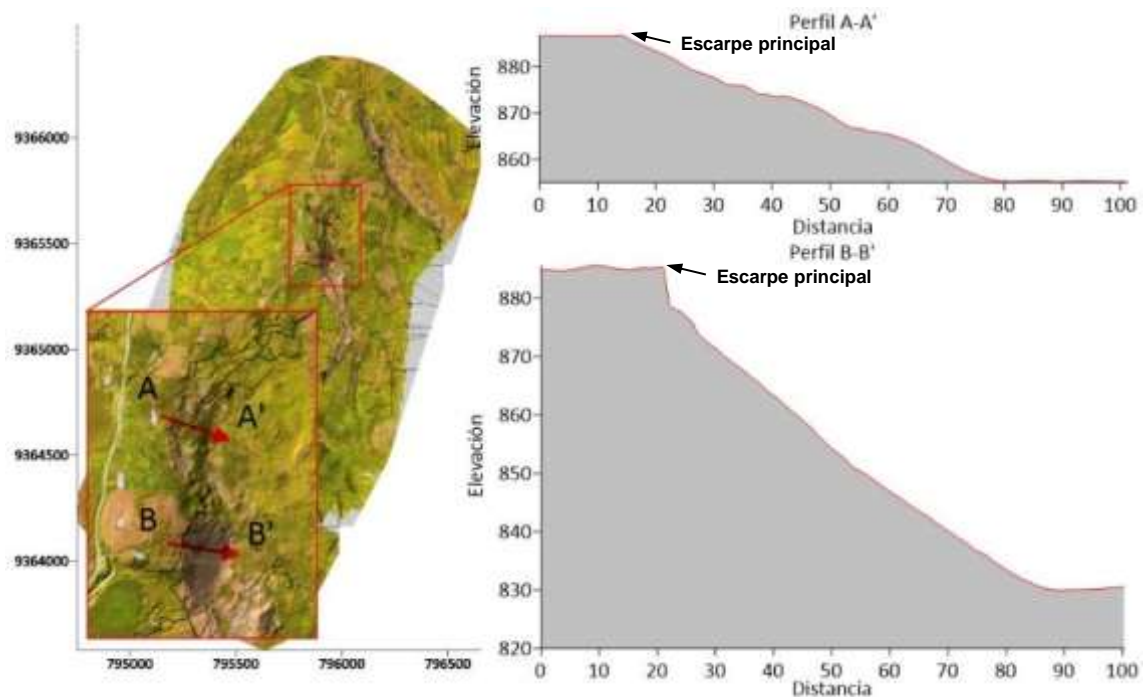 9366000
9365500
9365000
9364500
9364000
795000 795500 796000 796500
A
A'
B
B'
Perfil A-A'
Escarpe principal
Elevación
880
870
860
0 10 20 30 40 50 60 70 80 90 100
Distancia
Perfil B-B'
Escarpe principal
Elevación
880
870
860
850
840
830
820
0 10 20 30 40 50 60 70 80 90 100
Distancia